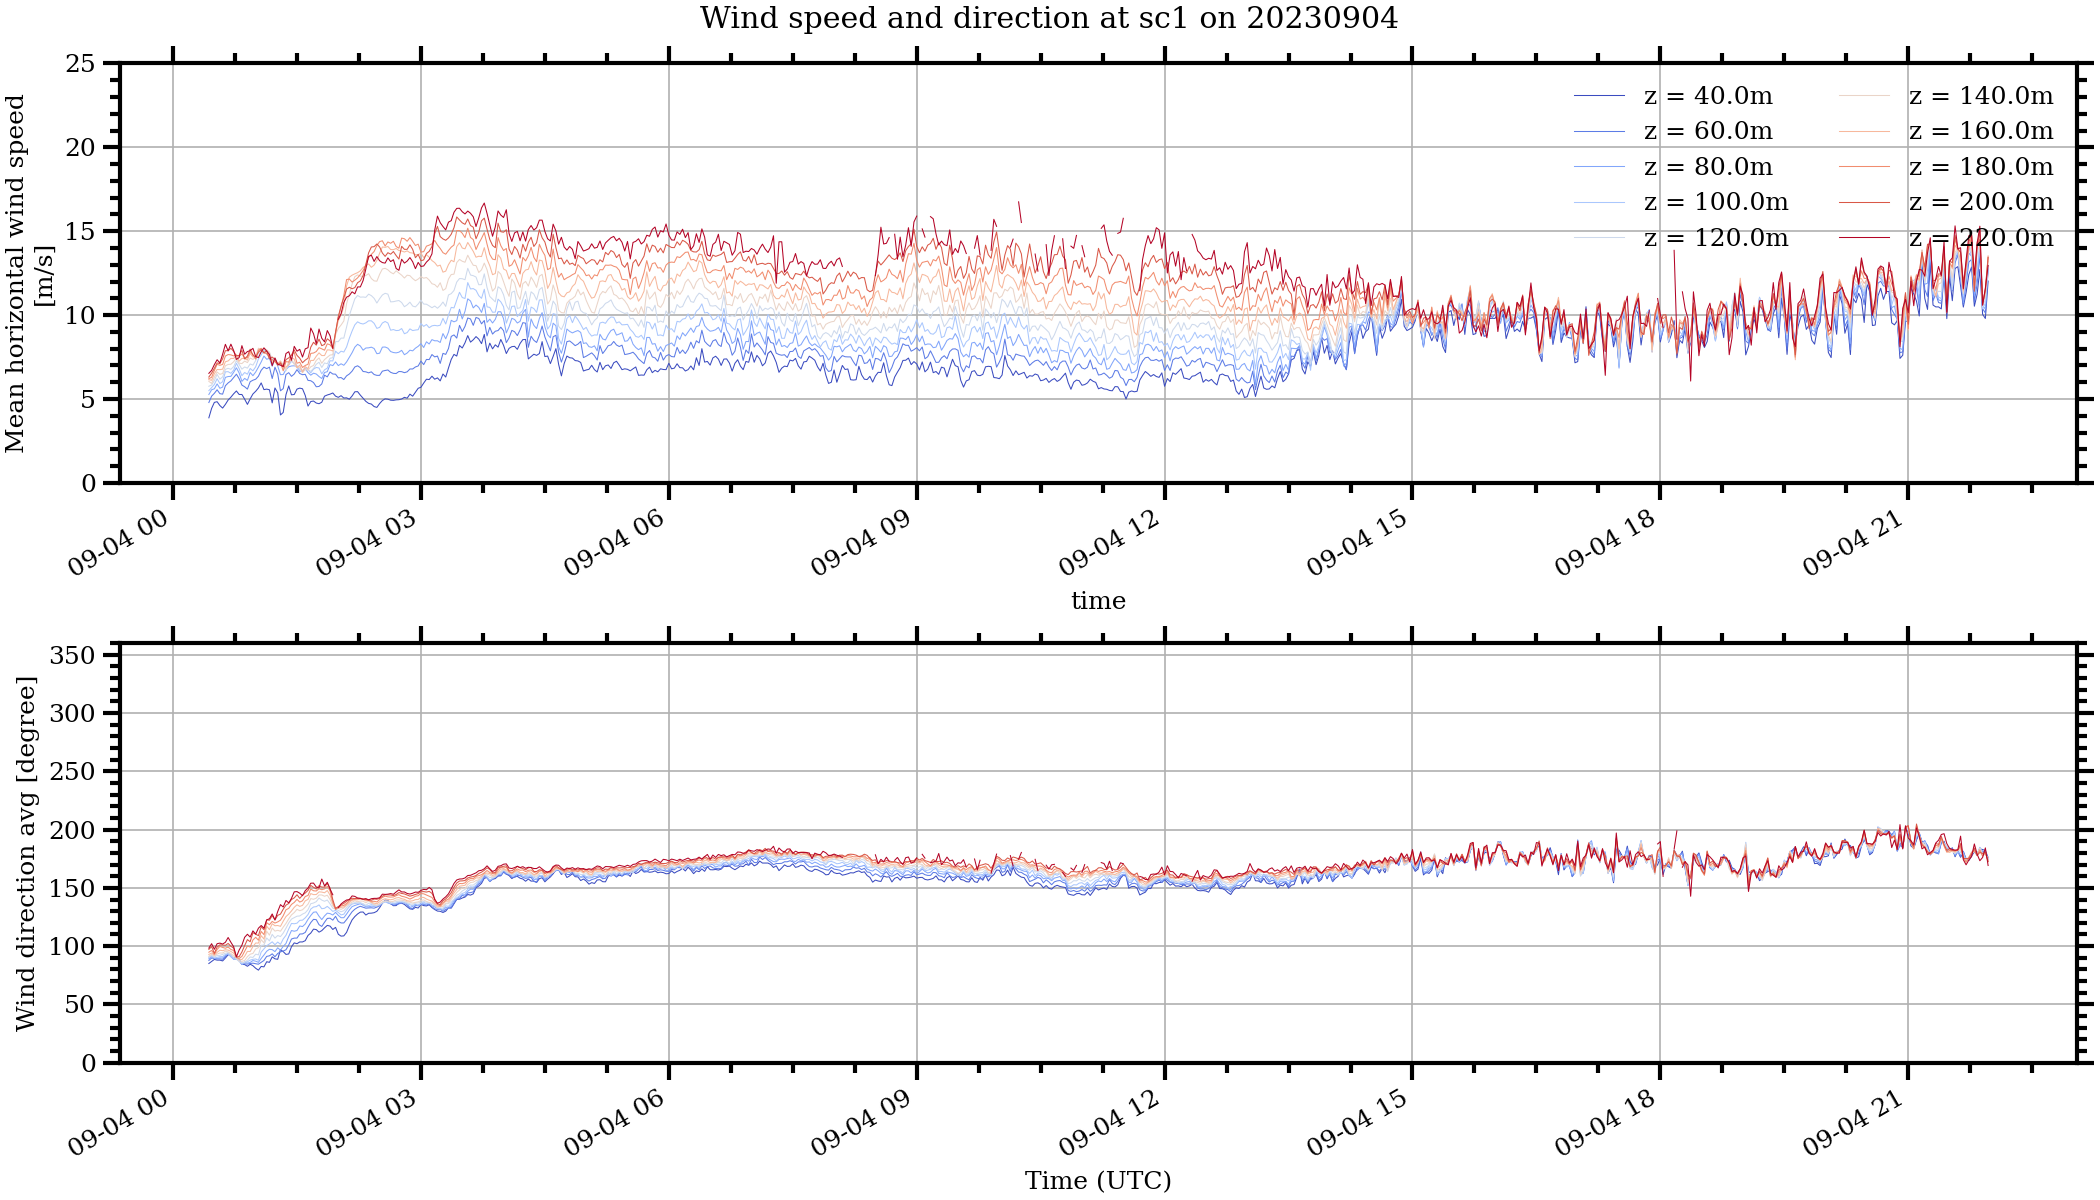 Wind speed and direction at sc1 on 20230904
Mean horizontal wind speed
[m/s]
25
20
15
10
5
0
z = 40.0m
z = 60.0m
z = 80.0m
z = 100.0m
z = 120.0m
z = 140.0m
z = 160.0m
z = 180.0m
z = 200.0m
z = 220.0m
09-04 00
09-04 03
09-04 06
09-04 09
09-04 12
09-04 15
09-04 18
09-04 21
time
Wind direction avg [degree]
350
300
250
200
150
100
50
0
09-04 00
09-04 03
09-04 06
09-04 09
09-04 12
09-04 15
09-04 18
09-04 21
Time (UTC)